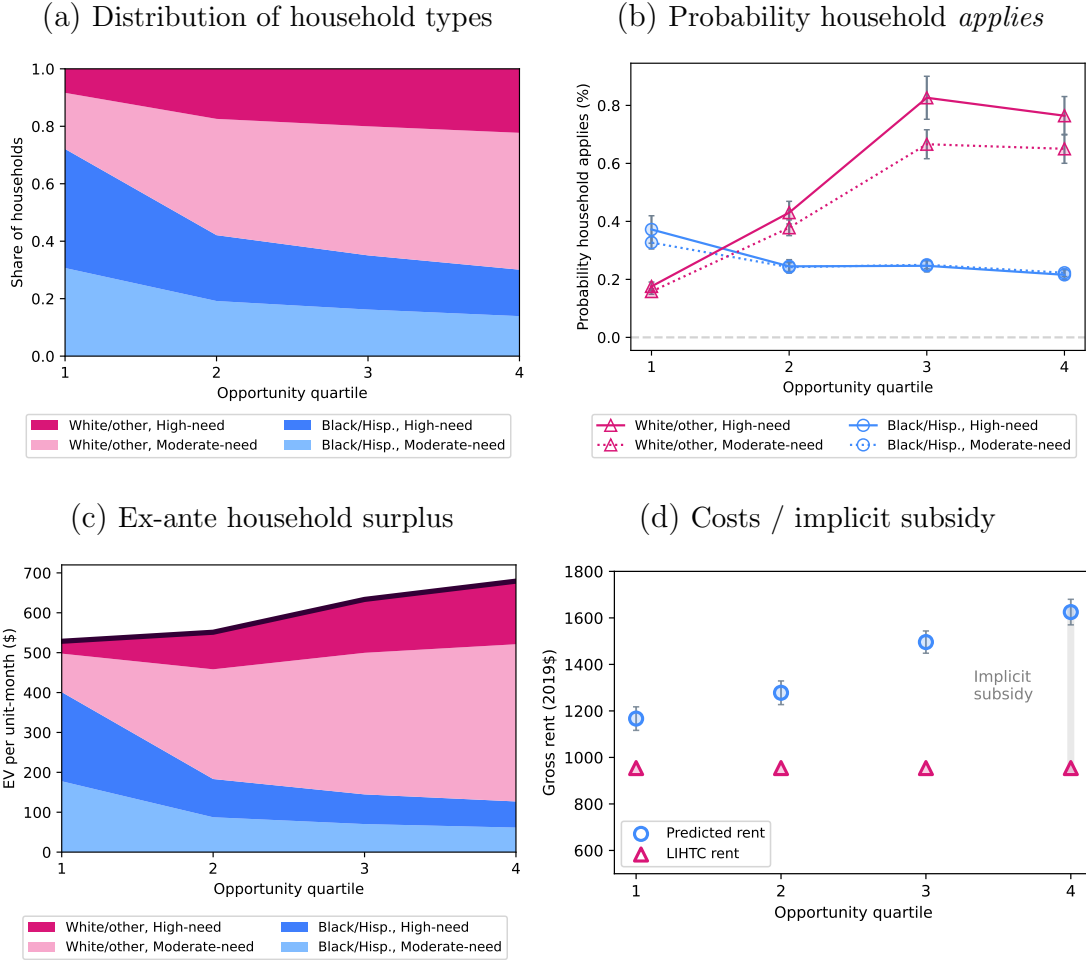 (a) Distribution of household types
1.0
0.8
0.6
0.4
0.2
0.0
Share of households
1 2 3 4
Opportunity quartile
White/other, High-need
White/other, Moderate-need
Black/Hisp., High-need
Black/Hisp., Moderate-need
(b) Probability household applies
0.8
0.6
0.4
0.2
0.0
Probability household applies (%)
1 2 3 4
Opportunity quartile
White/other, High-need
White/other, Moderate-need
Black/Hisp., High-need
Black/Hisp., Moderate-need
(c) Ex-ante household surplus
700
600
500
400
300
200
100
0
EV per unit-month ($)
1 2 3 4
Opportunity quartile
White/other, High-need
White/other, Moderate-need
Black/Hisp., High-need
Black/Hisp., Moderate-need
(d) Costs / implicit subsidy
1800
1600
1400
1200
1000
800
600
Gross rent (2019$)
Implicit
subsidy
Predicted rent
LIHTC rent
1 2 3 4
Opportunity quartile